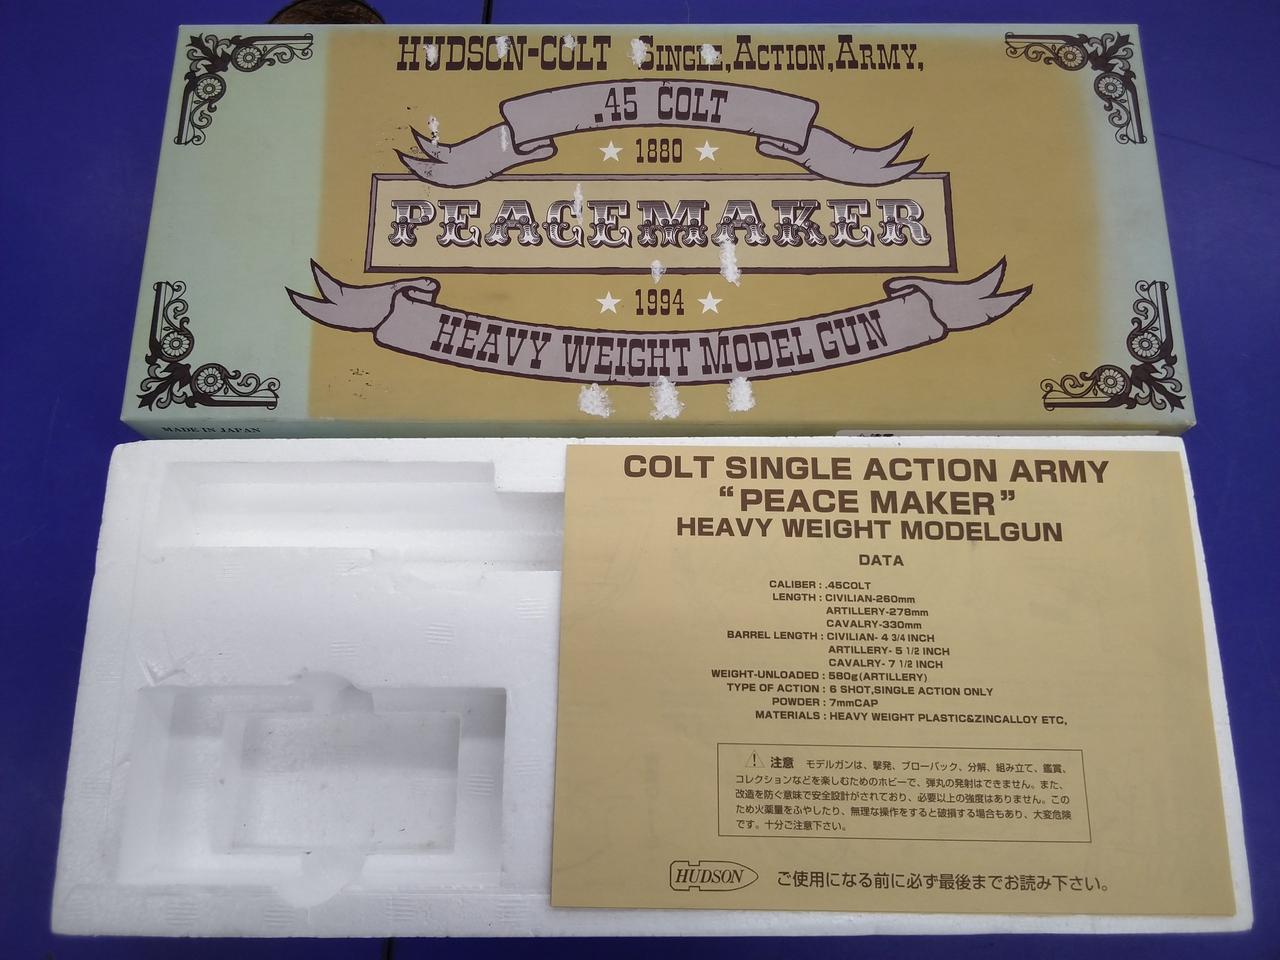 HUDSON-COLT SINGLE,ACTION,ARMY,
.45 COLT
1880
PEACEMAKER
1994
HEAVY WEIGHT MODEL GUN
MADE IN JAPAN
COLT SINGLE ACTION ARMY
“PEACE MAKER”
HEAVY WEIGHT MODELGUN
DATA
CALIBER : .45COLT
LENGTH : CIVILIAN-260mm
ARTILLERY-278mm
CAVALRY-330mm
BARREL LENGTH : CIVILIAN- 4 3/4 INCH
ARTILLERY- 5 1/2 INCH
CAVALRY- 7 1/2 INCH
WEIGHT-UNLOADED : 580g(ARTILLERY)
TYPE OF ACTION : 6 SHOT,SINGLE ACTION ONLY
POWDER : 7mmCAP
MATERIALS : HEAVY WEIGHT PLASTIC&ZINCALLOY ETC,
注意 モデルガンは、撃発、ブローバック、分解、組み立て、鑑賞、
コレクションなどを楽しむためのホビーで、弾丸の発射はできません。また、
改造を防ぐ意味で安全設計がされており、必要以上の強度はありません。この
ため火薬量をふやしたり、無理な操作をすると破損する場合もあり、大変危険
です。十分ご注意下さい。
HUDSON ご使用になる前に必ず最後までお読み下さい。